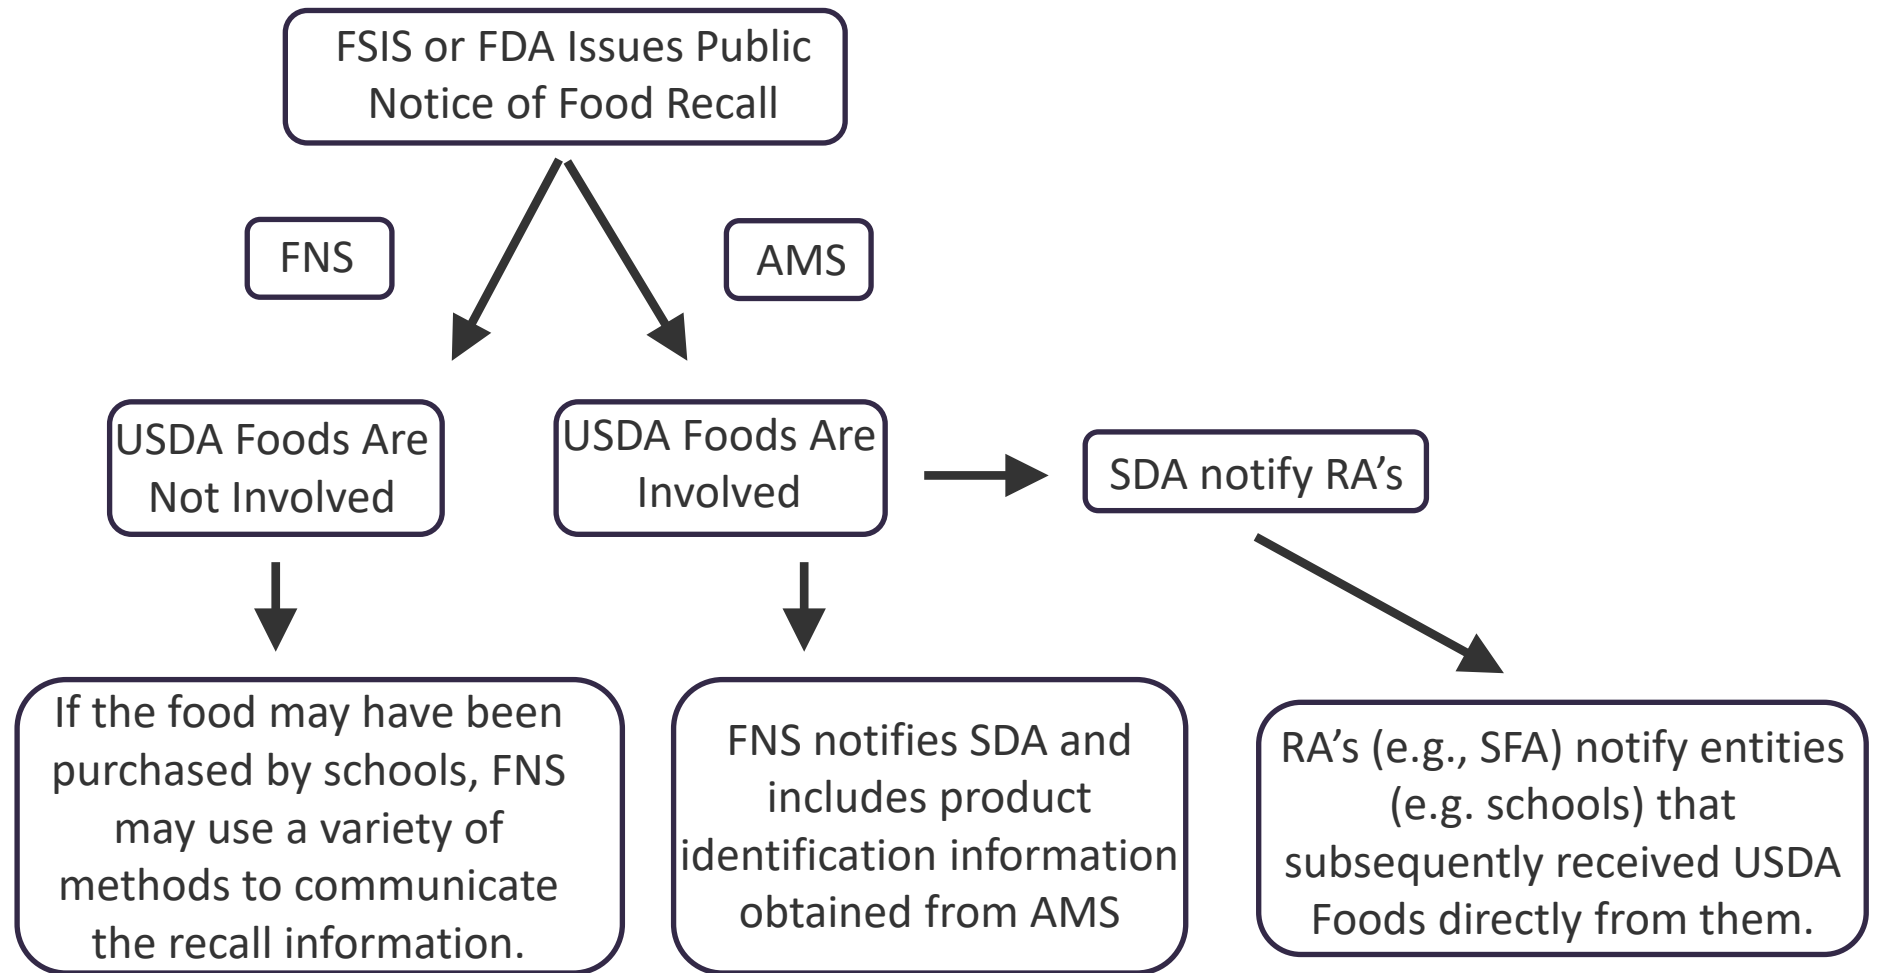 FSIS or FDA Issues Public
Notice of Food Recall
FNS
AMS
USDA Foods Are
Not Involved
USDA Foods Are
Involved
SDA notify RA’s
If the food may have been
purchased by schools, FNS
may use a variety of
methods to communicate
the recall information.
FNS notifies SDA and
includes product
identification information
obtained from AMS
RA’s (e.g., SFA) notify entities
(e.g. schools) that
subsequently received USDA
Foods directly from them.